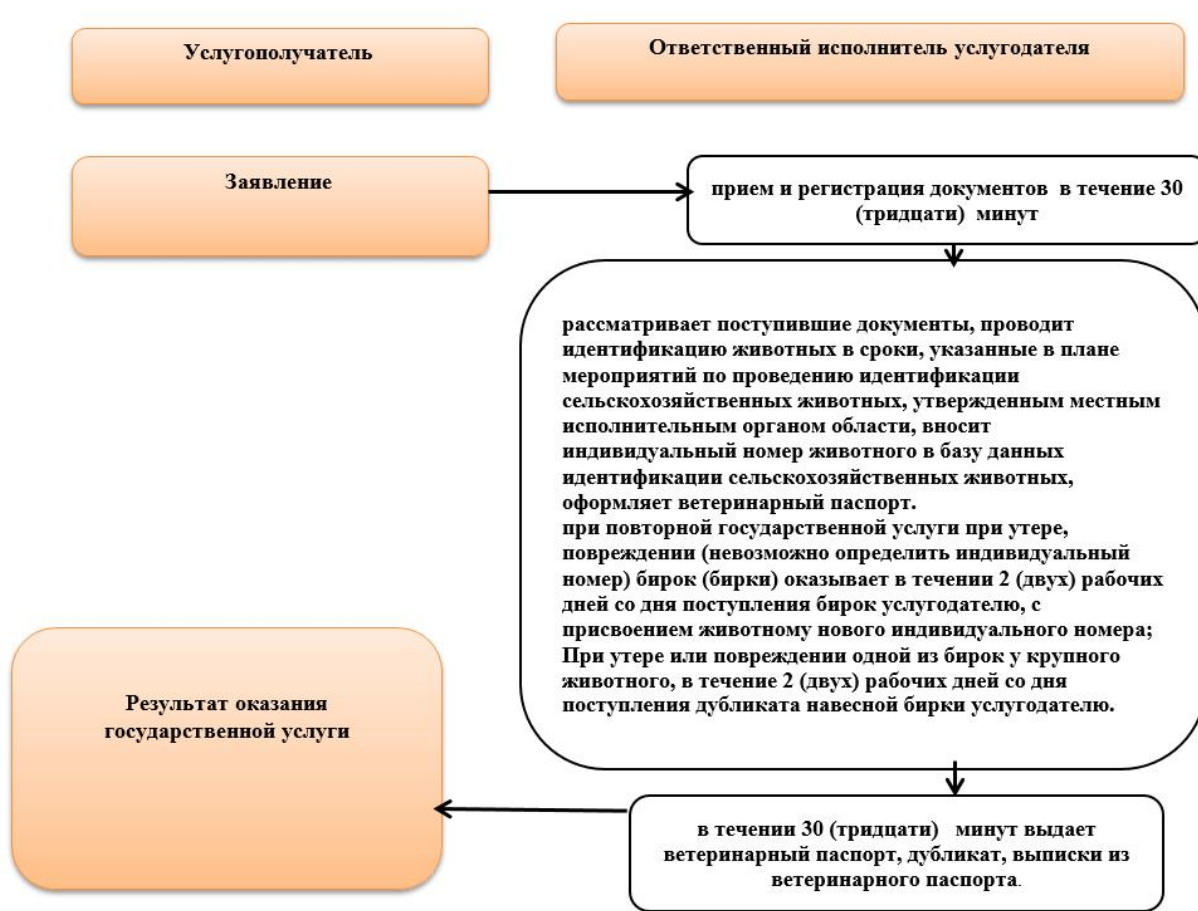 Услугополучатель
Ответственный исполнитель услугодателя
Заявление
прием и регистрация документов в течение 30
(тридцати) минут
рассматривает поступившие документы, проводит
идентификацию животных в сроки, указанные в плане
мероприятий по проведению идентификации
сельскохозяйственных животных, утвержденным местным
исполнительным органом области, вносит
индивидуальный номер животного в базу данных
идентификации сельскохозяйственных животных,
оформляет ветеринарный паспорт.
при повторной государственной услуги при утере,
повреждении (невозможно определить индивидуальный
номер) бирок (бирки) оказывает в течении 2 (двух) рабочих
дней со дня поступления бирок услугодателю, с
присвоением животному нового индивидуального номера;
При утере или повреждении одной из бирок у крупного
животного, в течение 2 (двух) рабочих дней со дня
поступления дубликата навесной бирки услугодателю.
Результат оказания
государственной услуги
в течении 30 (тридцати) минут выдает
ветеринарный паспорт, дубликат, выписки из
ветеринарного паспорта.